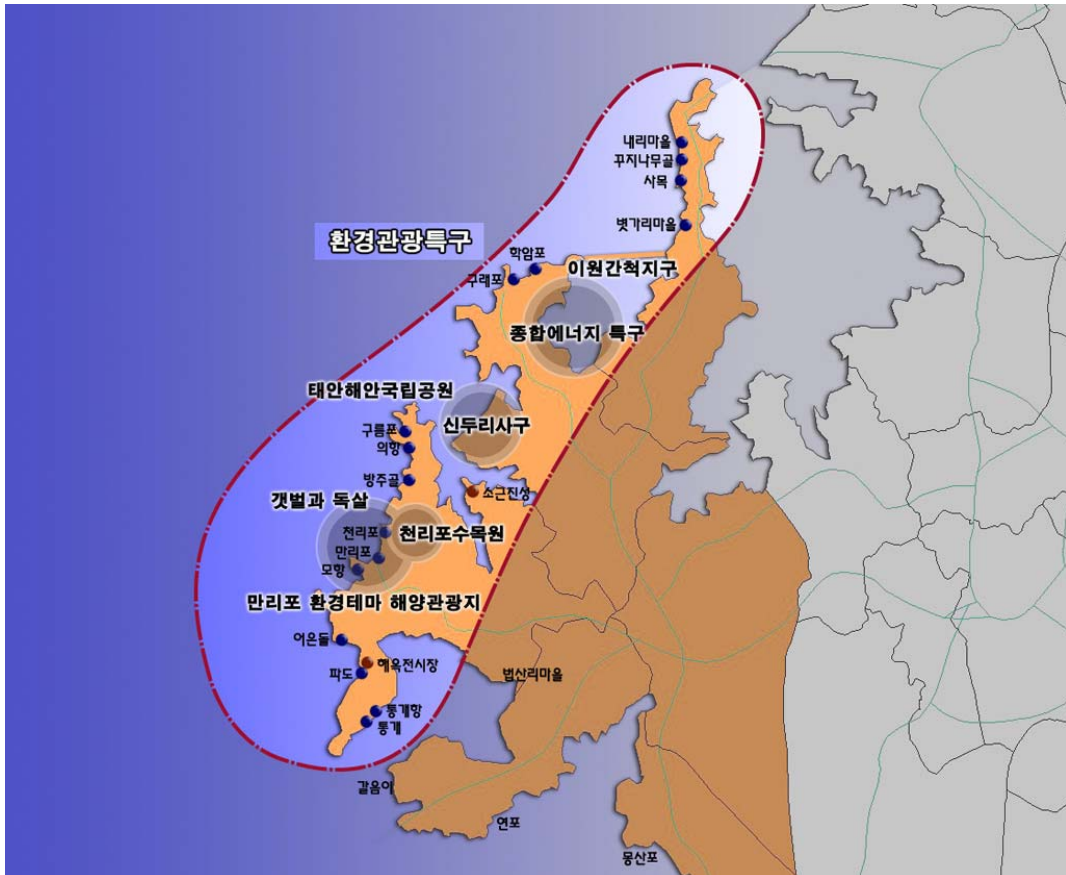 내리마을
꾸지나무골
사목
볏가리마을
환경관광특구
학암포
이원간척지구
구래포
종합에너지 특구
태안해안국립공원
신두리사구
구름포
의항
방주골
소근진성
갯벌과 독살
천리포
천리포수목원
만리포
모항
만리포 환경테마 해양관광지
어은돌
해옥전시장
파도
법산리마을
통개항
통개
갈음이
연포
몽산포